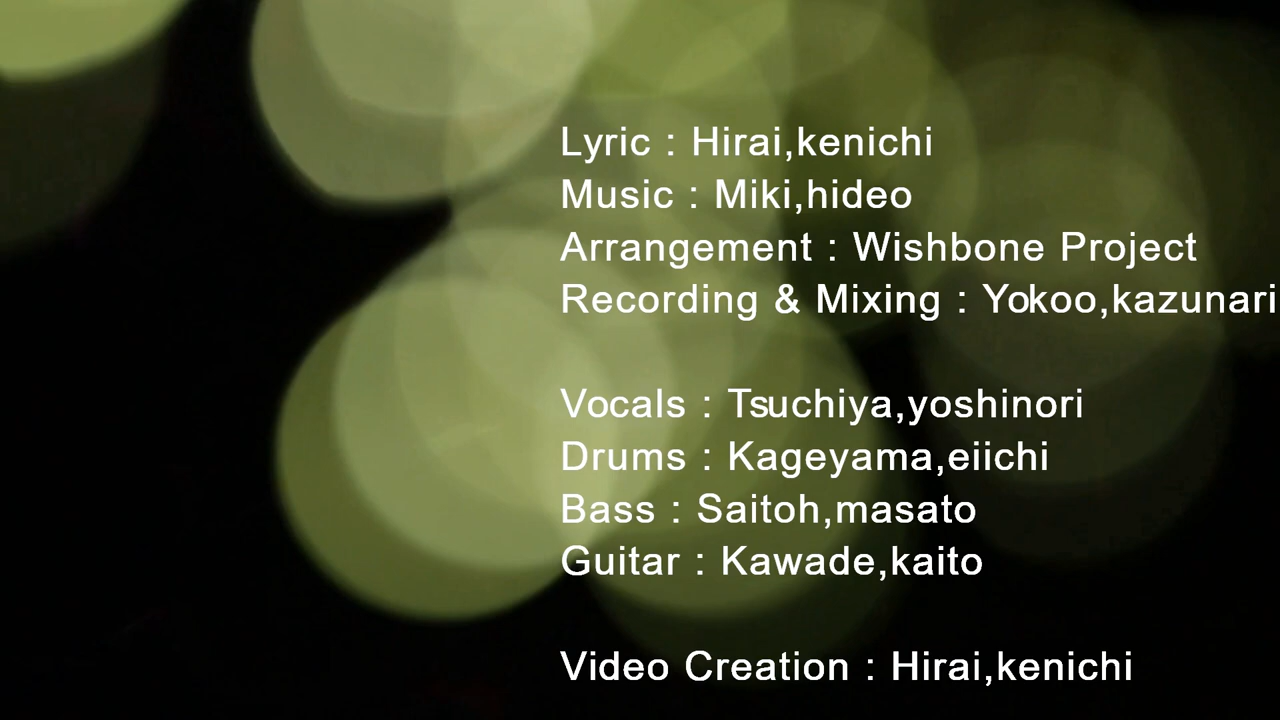 Lyric : Hirai,kenichi
Music : Miki,hideo
Arrangement : Wishbone Project
Recording & Mixing : Yokoo,kazunari
Vocals : Tsuchiya,yoshinori
Drums : Kageyama,eiichi
Bass : Saitoh,masato
Guitar : Kawade,kaito
Video Creation : Hirai,kenichi